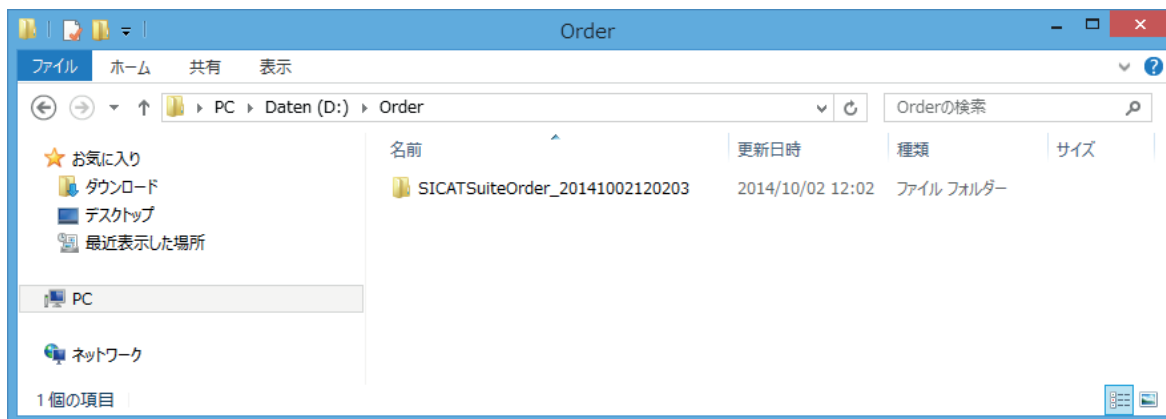 Order
ファイル ホーム 共有 表示
PC Daten (D:) Order Orderの検索
名前 更新日時 種類 サイズ
お気に入り
SICATSuiteOrder_20141002120203 2014/10/02 12:02 ファイル フォルダー
ダウンロード
デスクトップ
最近表示した場所
PC
ネットワーク
1 個の項目